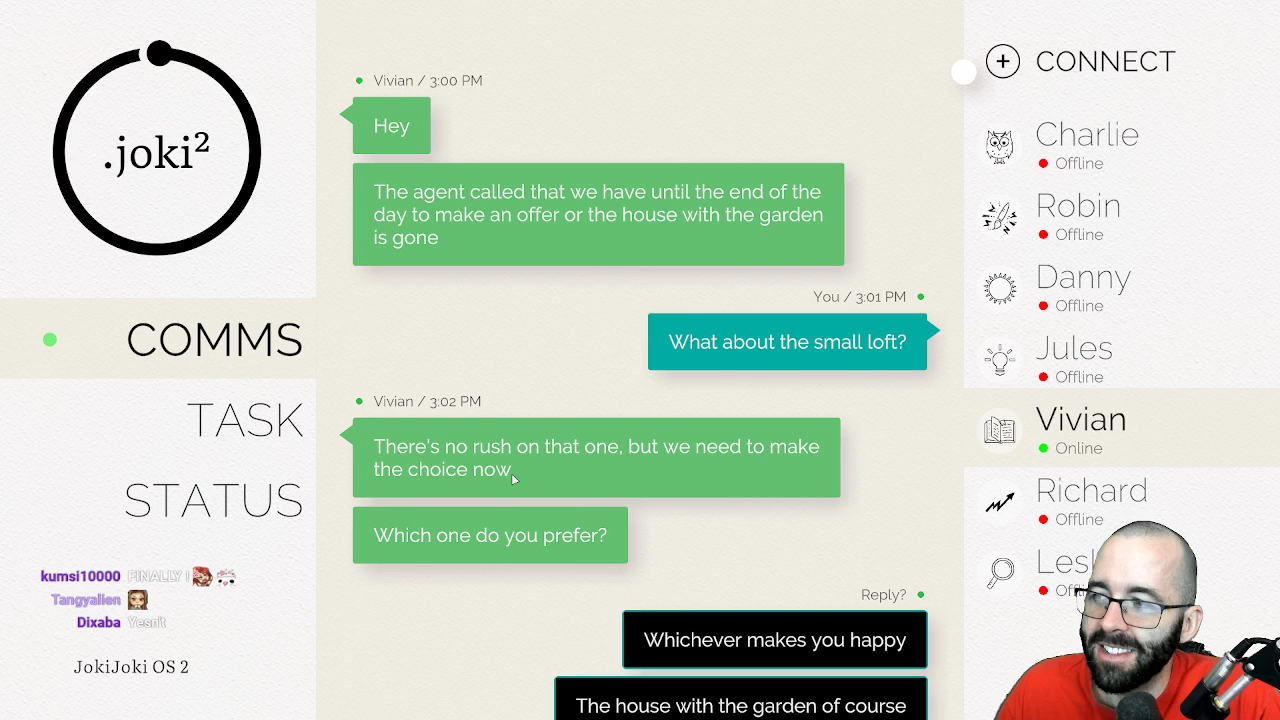 .joki²
COMMS
TASK
STATUS
kumsi10000 FINALLY !
Tangyalien
Dixaba Yesnit
JokiJoki OS 2
Vivian / 3:00 PM
Hey
The agent called that we have until the end of the
day to make an offer or the house with the garden
is gone
You / 3:01 PM
What about the small loft?
Vivian / 3:02 PM
There's no rush on that one, but we need to make
the choice now
Which one do you prefer?
Reply?
Whichever makes you happy
The house with the garden of course
+ CONNECT
Charlie
Offline
Robin
Offline
Danny
Offline
Jules
Offline
Vivian
Online
Richard
Offline